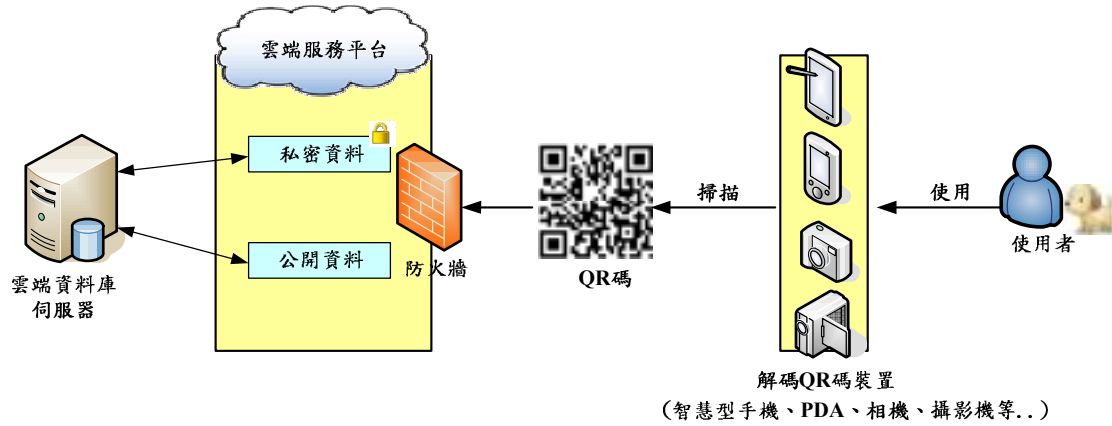 雲端服務平台
私密資料
公開資料
雲端資料庫
伺服器
防火牆
QR碼
掃描
使用
使用者
解碼QR碼裝置
（智慧型手機、PDA、相機、攝影機等..）